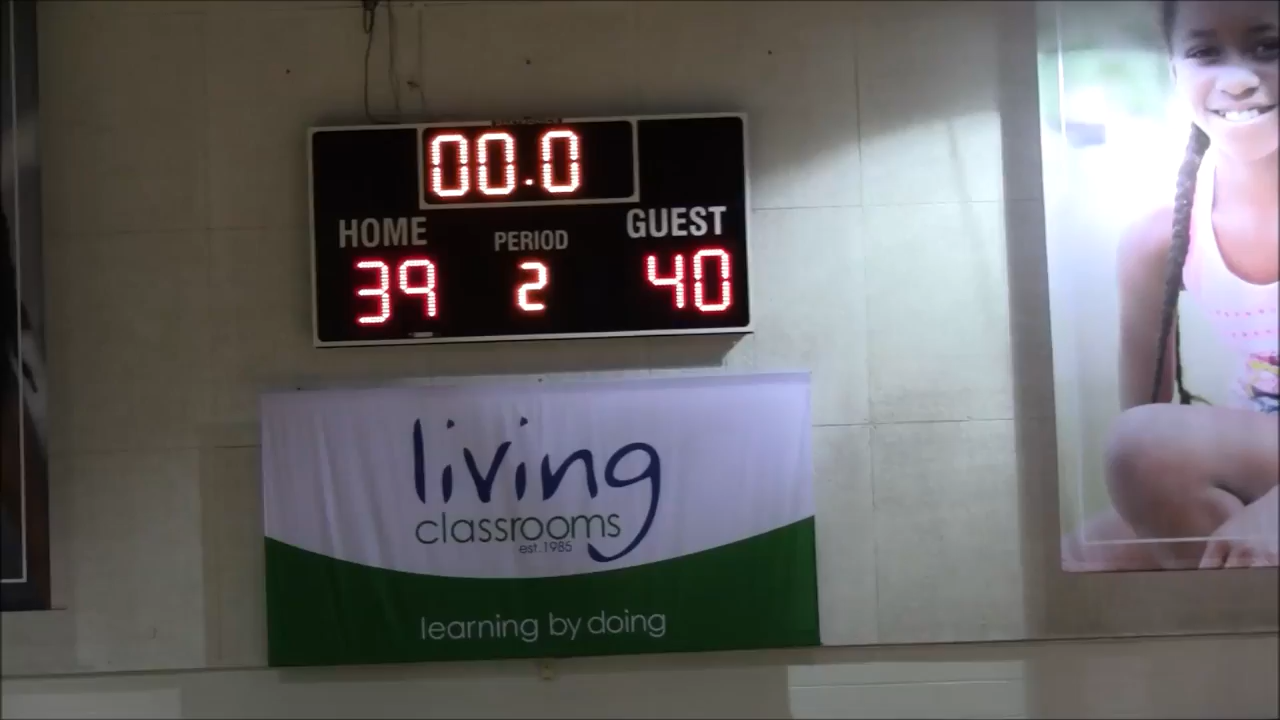 00.0
HOME PERIOD GUEST
39 2 40
living
classrooms
est.1985
learning by doing